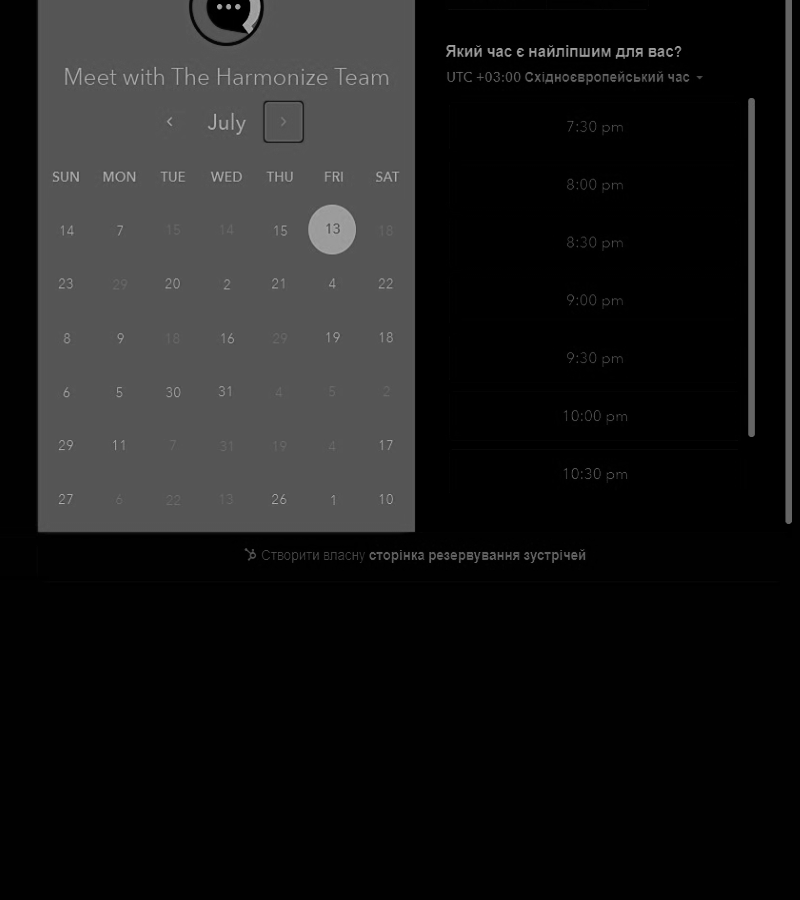 Meet with The Harmonize Team
July
SUN MON TUE WED THU FRI SAT
14 7 15 14 15 13 18
23 29 20 2 21 4 22
8 9 18 16 29 19 18
6 5 30 31 4 5 2
29 11 7 31 19 4 17
27 6 22 13 26 1 10
Який час є найліпшим для вас?
UTC +03:00 Східноєвропейський час
7:30 pm
8:00 pm
8:30 pm
9:00 pm
9:30 pm
10:00 pm
10:30 pm
Створити власну сторінка резервування зустрічей